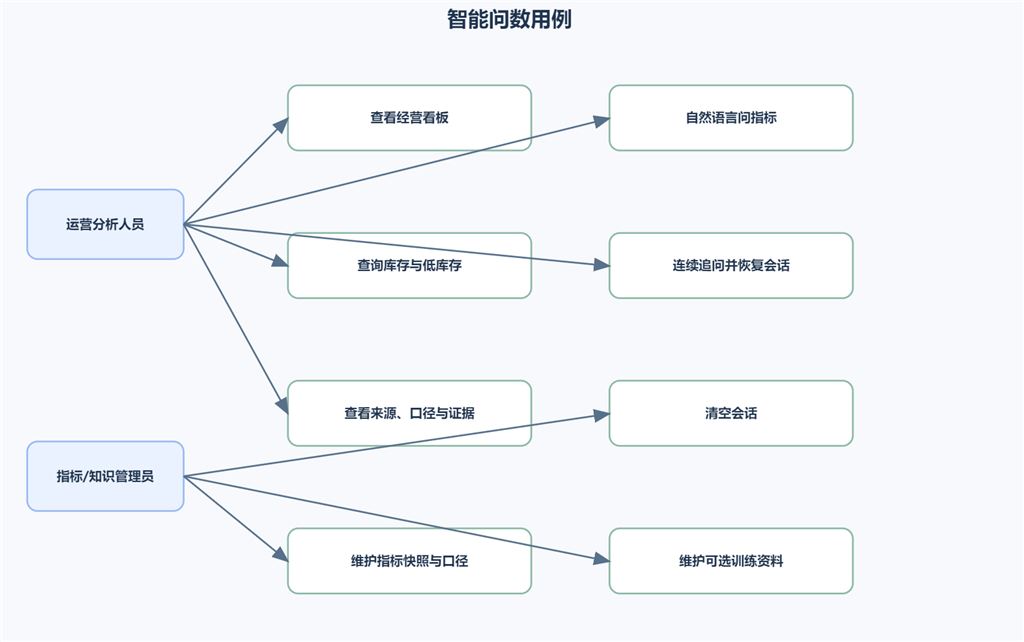 智能问数用例
查看经营看板
自然语言问指标
运营分析人员
查询库存与低库存
连续追问并恢复会话
查看来源、口径与证据
清空会话
指标/知识管理员
维护指标快照与口径
维护可选训练资料